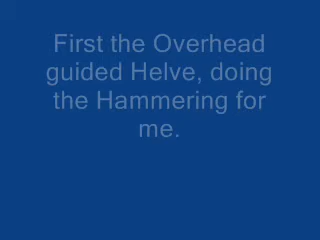 First the Overhead
guided Helve, doing
the Hammering for
me.